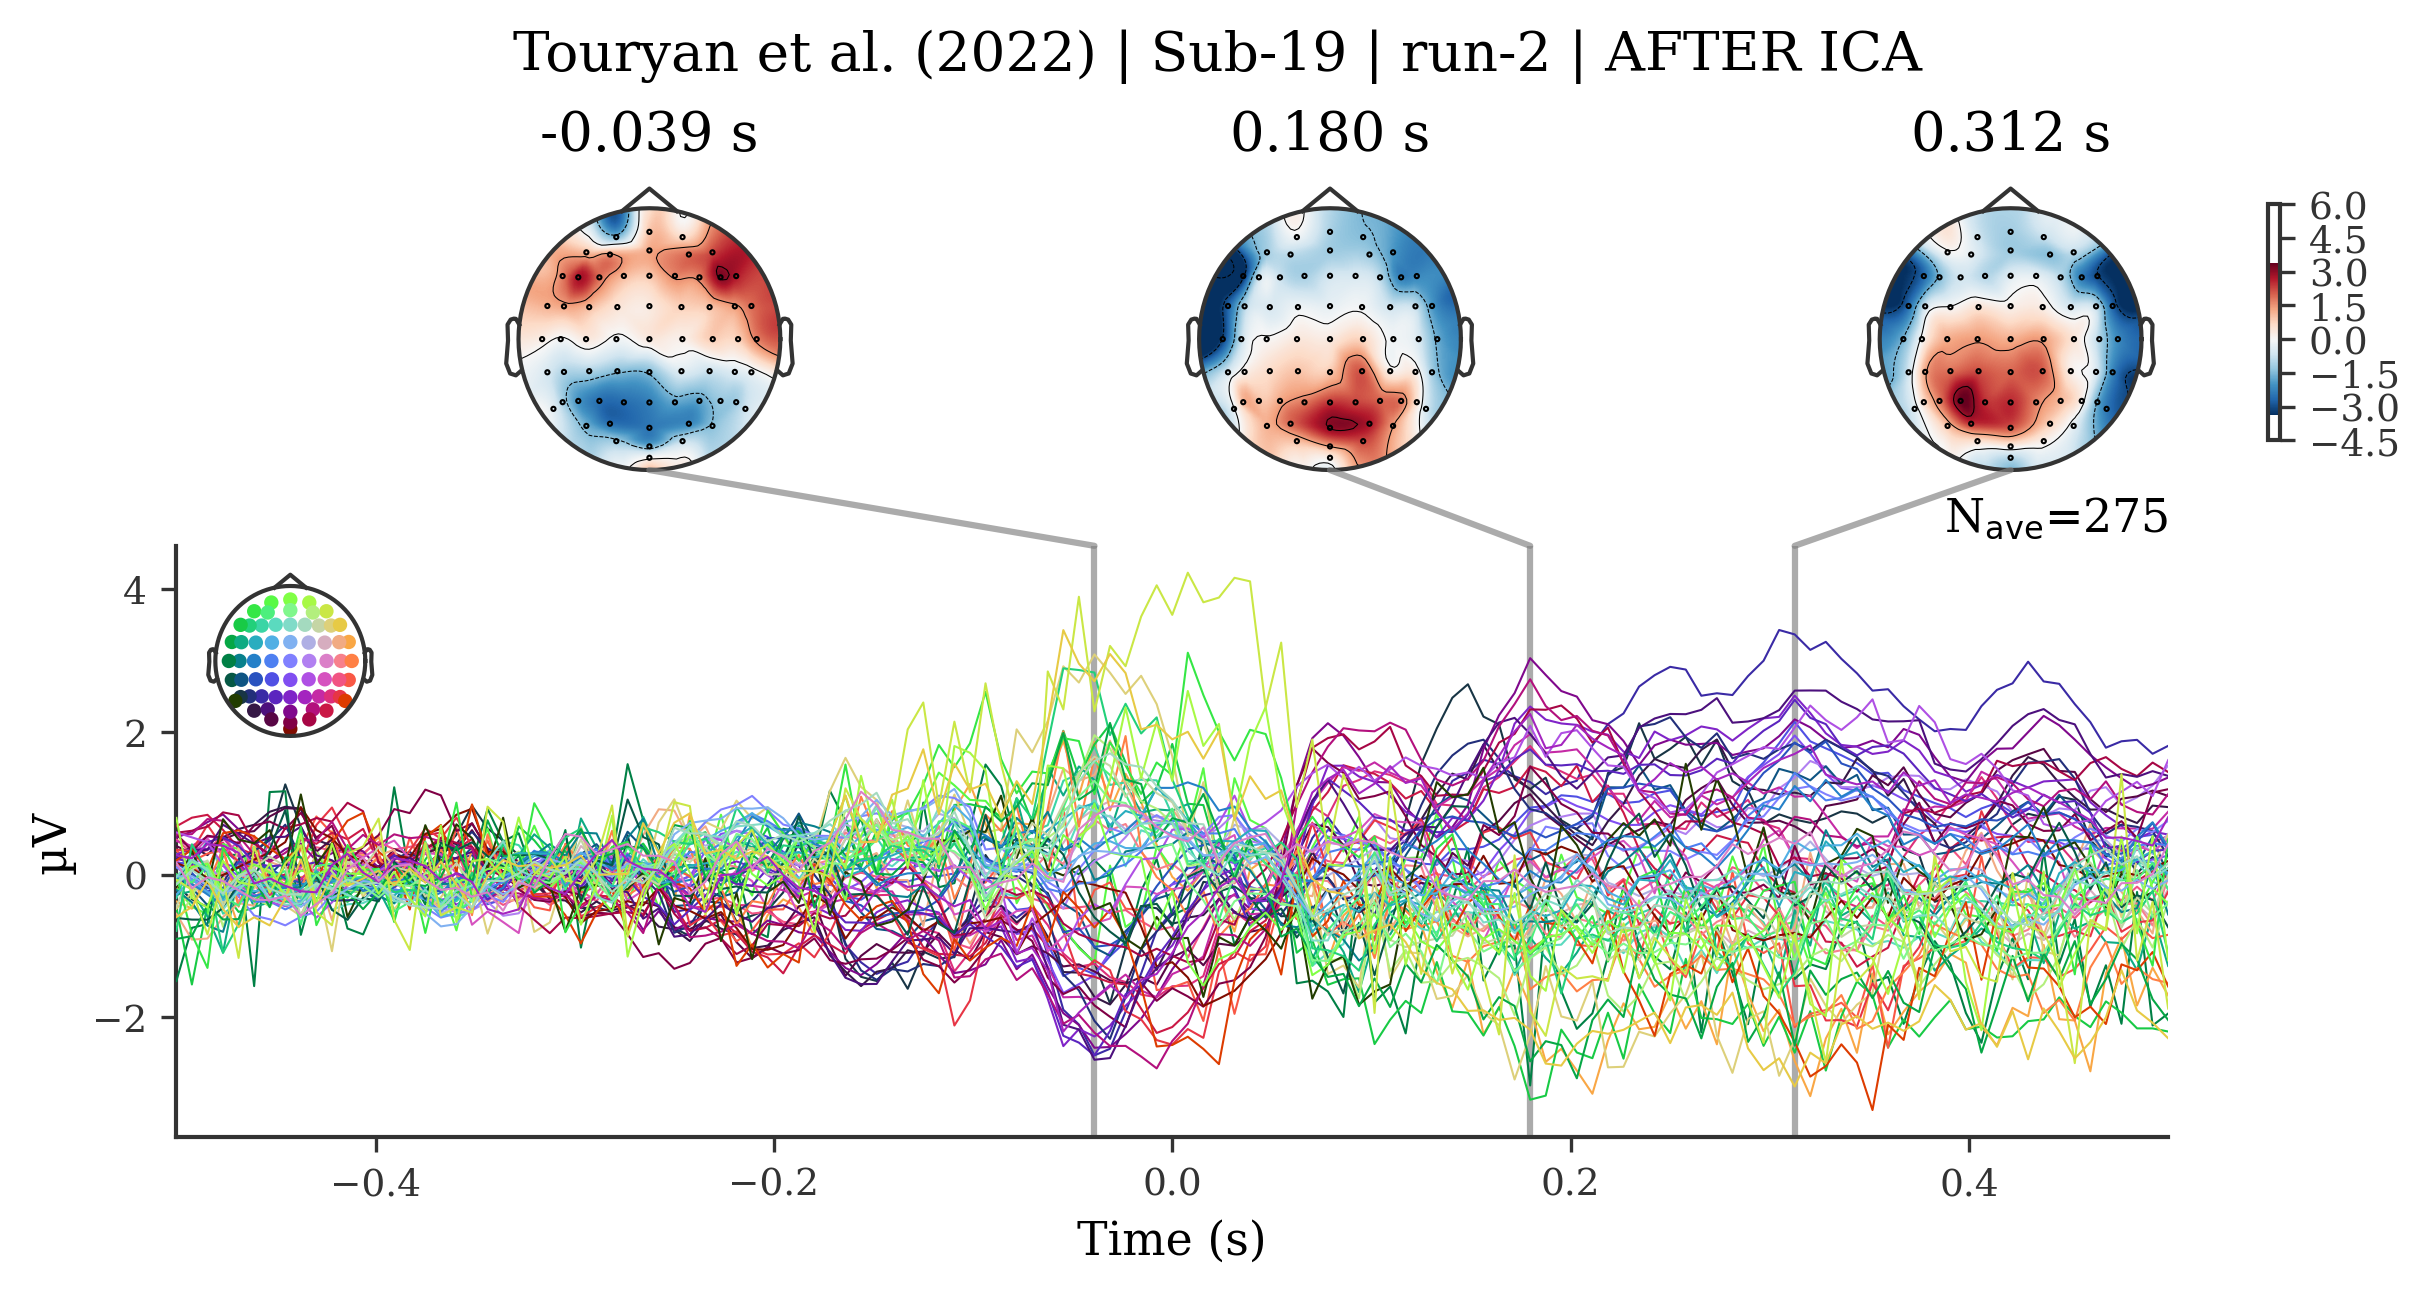 Touryan et al. (2022) | Sub-19 | run-2 | AFTER ICA
-0.039 s
0.180 s
0.312 s
6.0
4.5
3.0
1.5
0.0
−1.5
−3.0
−4.5
Nave=275
4
2
0
−2
µV
−0.4
−0.2
0.0
0.2
0.4
Time (s)